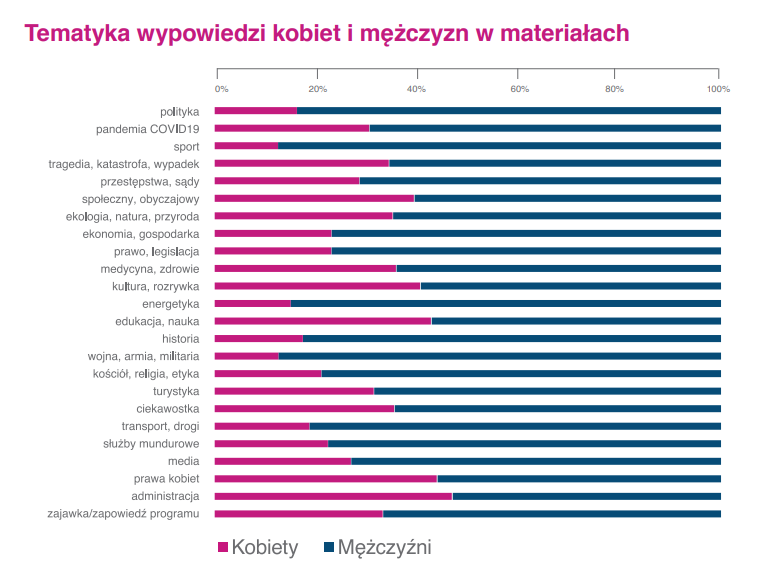 Tematyka wypowiedzi kobiet i mężczyzn w materiałach
0% 20% 40% 60% 80% 100%
polityka
pandemia COVID19
sport
tragedia, katastrofa, wypadek
przestępstwa, sądy
społeczny, obyczajowy
ekologia, natura, przyroda
ekonomia, gospodarka
prawo, legislacja
medycyna, zdrowie
kultura, rozrywka
energetyka
edukacja, nauka
historia
wojna, armia, militaria
kościół, religia, etyka
turystyka
ciekawostka
transport, drogi
służby mundurowe
media
prawa kobiet
administracja
zajawka/zapowiedź programu
Kobiety Mężczyźni